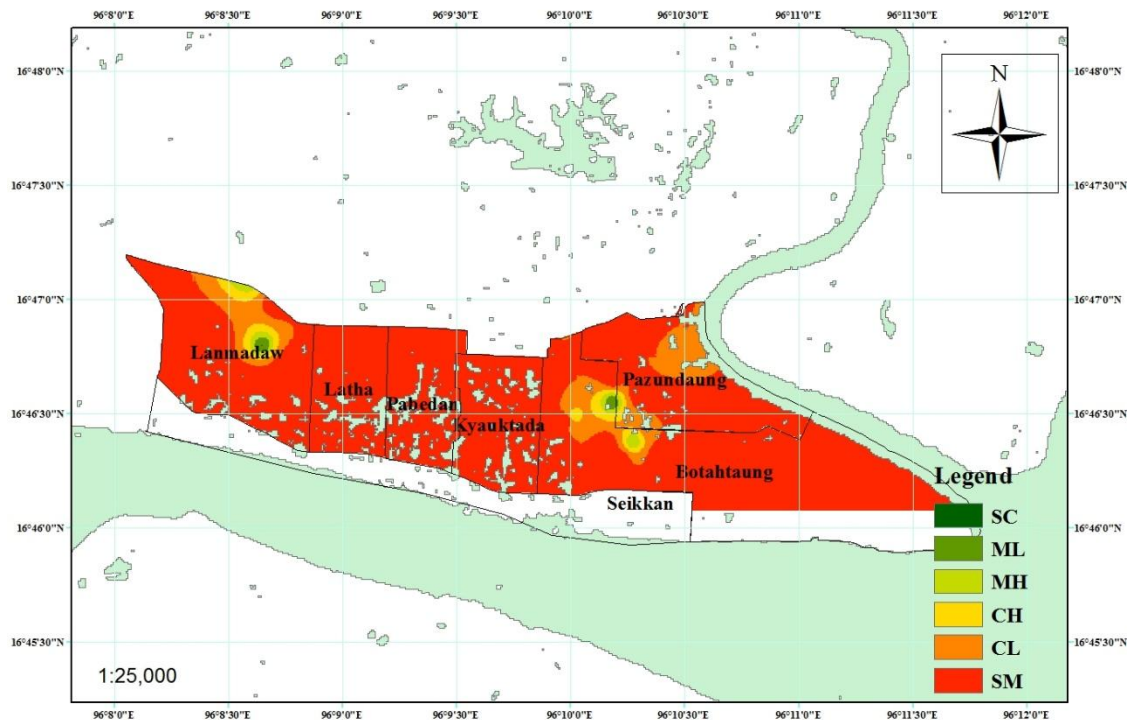 96°8'0"E 96°8'30"E 96°9'0"E 96°9'30"E 96°10'0"E 96°10'30"E 96°11'0"E 96°11'30"E 96°12'0"E
16°48'0"N 16°48'0"N
N
16°47'30"N 16°47'30"N
16°47'0"N 16°47'0"N
Lanmadaw
Latha
Pabedan
Kyauktada
Pazundaung
16°46'30"N 16°46'30"N
Botahtaung
Seikkan
16°46'0"N 16°46'0"N
Legend
SC
ML
MH
CH
CL
SM
16°45'30"N 16°45'30"N
1:25,000
96°8'0"E 96°8'30"E 96°9'0"E 96°9'30"E 96°10'0"E 96°10'30"E 96°11'0"E 96°11'30"E 96°12'0"E